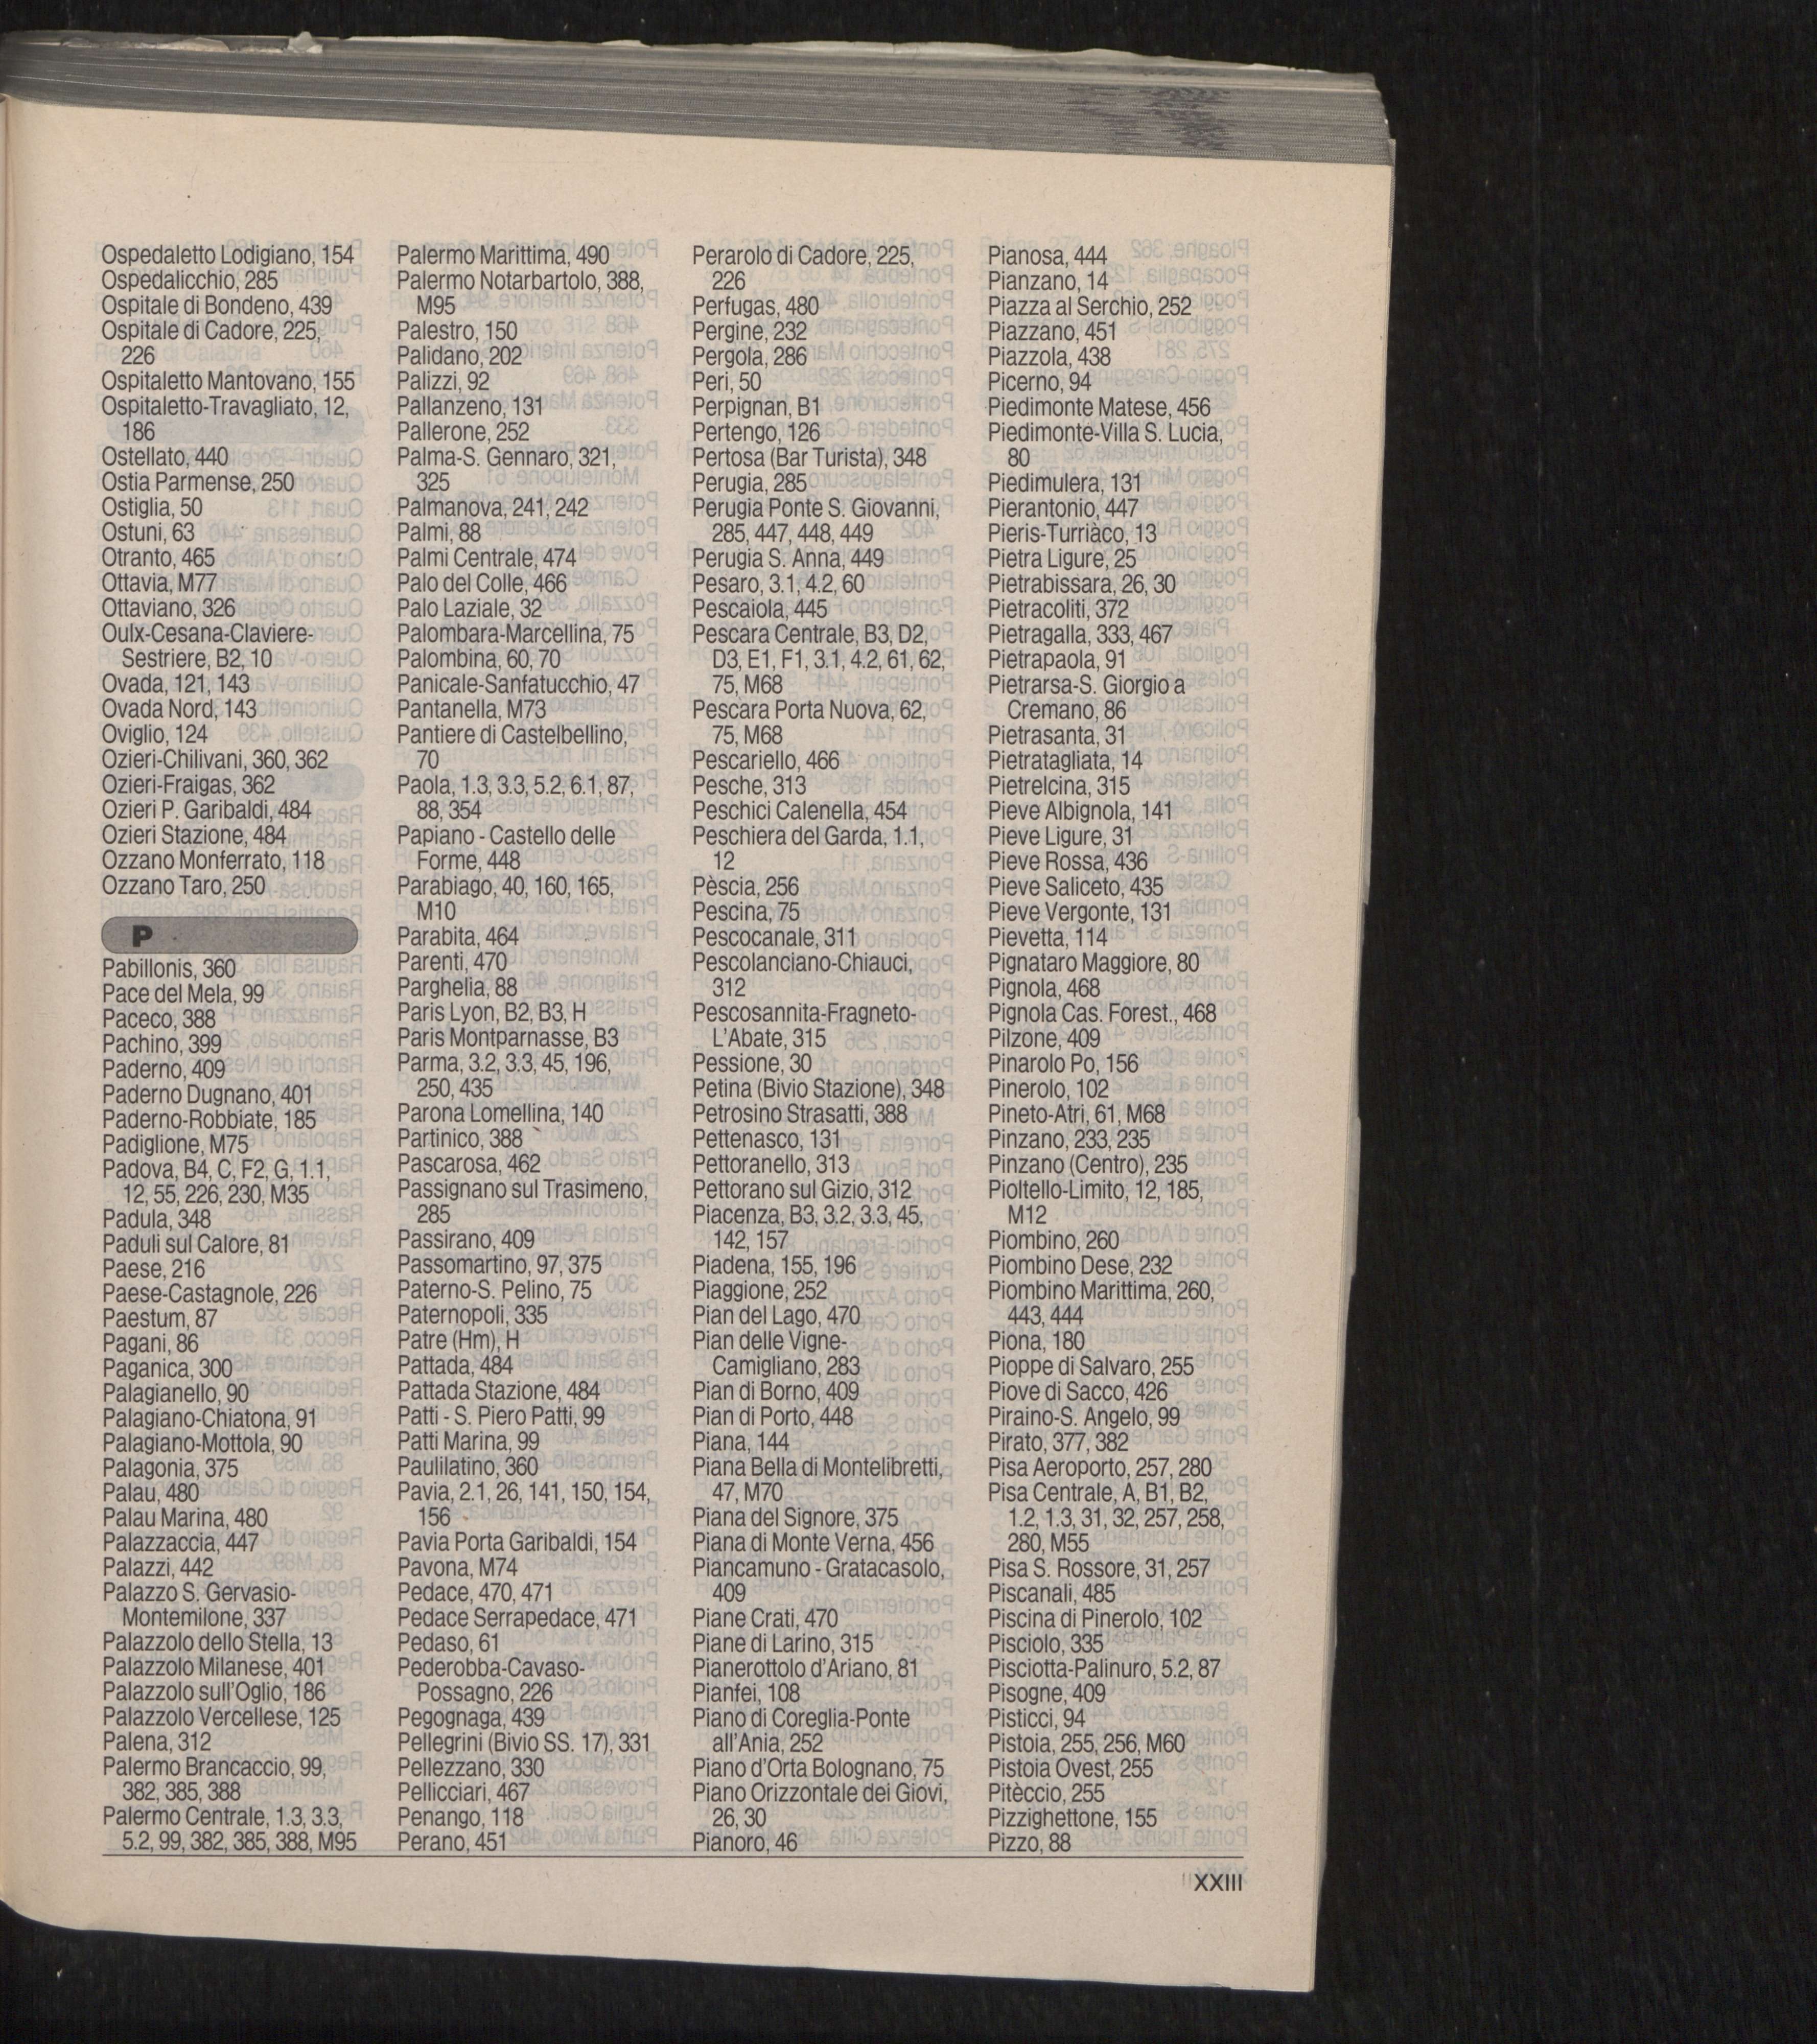 Ospedaletto Lodigiano, 154
Ospedalicchio, 285
Ospitale di Bondeno, 439
Ospitale di Cadore, 225,
226
Ospitaletto Mantovano, 155
Ospitaletto-Travagliato, 12,
186
Ostellato, 440
Ostia Parmense, 250
Ostiglia, 50
Ostuni, 63
Otranto, 465
Ottavia, M77
Ottaviano, 326
Oulx-Cesana-Claviere-
Sestriere, B2, 10
Ovada, 121, 143
Ovada Nord, 143
Oviglio, 124
Ozieri-Chilivani, 360, 362
Ozieri-Fraigas, 362
Ozieri P. Garibaldi, 484
Ozieri Stazione, 484
Ozzano Monferrato, 118
Ozzano Taro, 250
P
Pabillonis, 360
Pace del Mela, 99
Paceco, 388
Pachino, 399
Paderno, 409
Paderno Dugnano, 401
Paderno-Robbiate, 185
Padiglione, M75
Padova, B4, C, F2, G, 1.1,
12, 55, 226, 230, M35
Padula, 348
Paduli sul Calore, 81
Paese, 216
Paese-Castagnole, 226
Paestum, 87
Pagani, 86
Paganica, 300
Palagianello, 90
Palagiano-Chiatona, 91
Palagiano-Mottola, 90
Palagonia, 375
Palau, 480
Palau Marina, 480
Palazzaccia, 447
Palazzi, 442
Palazzo S. Gervasio-
Montemilone, 337
Palazzolo dello Stella, 13
Palazzolo Milanese, 401
Palazzolo sull'Oglio, 186
Palazzolo Vercellese, 125
Palena, 312
Palermo Brancaccio, 99,
382, 385, 388
Palermo Centrale, 1.3, 3.3,
5.2, 99, 382, 385, 388, M95
Palermo Marittima, 490
Palermo Notarbartolo, 388,
M95
Palestro, 150
Palidano, 202
Palizzi, 92
Pallanzeno, 131
Pallerone, 252
Palma-S. Gennaro, 321,
325
Palmanova, 241, 242
Palmi, 88
Palmi Centrale, 474
Palo del Colle, 466
Palo Laziale, 32
Palombara-Marcellina, 75
Palombina, 60, 70
Panicale-Sanfatucchio, 47
Pantanella, M73
Pantiere di Castelbellino,
70
Paola, 1.3, 3.3, 5.2, 6.1, 87,
88, 354
Papiano - Castello delle
Forme, 448
Parabiago, 40, 160, 165,
M10
Parabita, 464
Parenti, 470
Parghelia, 88
Paris Lyon, B2, B3, H
Paris Montparnasse, B3
Parma, 3.2, 3.3, 45, 196,
250, 435
Parona Lomellina, 140
Partinico, 388
Pascarosa, 462
Passignano sul Trasimeno,
285
Passirano, 409
Passomartino, 97, 375
Paterno-S. Pelino, 75
Paternopoli, 335
Patre (Hm), H
Pattada, 484
Pattada Stazione, 484
Patti - S. Piero Patti, 99
Patti Marina, 99
Paulilatino, 360
Pavia, 2.1, 26, 141, 150, 154,
156
Pavia Porta Garibaldi, 154
Pavona, M74
Pedace, 470, 471
Pedace Serrapedace, 471
Pedaso, 61
Pederobba-Cavaso-
Possagno, 226
Pegognaga, 439
Pellegrini (Bivio SS. 17), 331
Pellezzano, 330
Pellicciari, 467
Penango, 118
Perano, 451
Perarolo di Cadore, 225,
226
Perfugas, 480
Pergine, 232
Pergola, 286
Peri, 50
Perpignan, B1
Pertengo, 126
Pertosa (Bar Turista), 348
Perugia, 285
Perugia Ponte S. Giovanni,
285, 447, 448, 449
Perugia S. Anna, 449
Pesaro, 3.1, 4.2, 60
Pescaiola, 445
Pescara Centrale, B3, D2,
D3, E1, F1, 3.1, 4.2, 61, 62,
75, M68
Pescara Porta Nuova, 62,
75, M68
Pescariello, 466
Pesche, 313
Peschici Calenella, 454
Peschiera del Garda, 1.1,
12
Pèscia, 256
Pescina, 75
Pescocanale, 311
Pescolanciano-Chiauci,
312
Pescosannita-Fragneto-
L'Abate, 315
Pessione, 30
Petina (Bivio Stazione), 348
Petrosino Strasatti, 388
Pettenasco, 131
Pettoranello, 313
Pettorano sul Gizio, 312
Piacenza, B3, 3.2, 3.3, 45,
142, 157
Piadena, 155, 196
Piaggione, 252
Pian del Lago, 470
Pian delle Vigne-
Camigliano, 283
Pian di Borno, 409
Pian di Porto, 448
Piana, 144
Piana Bella di Montelibretti,
47, M70
Piana del Signore, 375
Piana di Monte Verna, 456
Piancamuno - Gratacasolo,
409
Piane Crati, 470
Piane di Larino, 315
Pianerottolo d'Ariano, 81
Pianfei, 108
Piano di Coreglia-Ponte
all'Ania, 252
Piano d'Orta Bolognano, 75
Piano Orizzontale dei Giovi,
26, 30
Pianoro, 46
Pianosa, 444
Pianzano, 14
Piazza al Serchio, 252
Piazzano, 451
Piazzola, 438
Picerno, 94
Piedimonte Matese, 456
Piedimonte-Villa S. Lucia,
80
Piedimulera, 131
Pierantonio, 447
Pieris-Turriàco, 13
Pietra Ligure, 25
Pietrabissara, 26, 30
Pietracoliti, 372
Pietragalla, 333, 467
Pietrapaola, 91
Pietrarsa-S. Giorgio a
Cremano, 86
Pietrasanta, 31
Pietratagliata, 14
Pietrelcina, 315
Pieve Albignola, 141
Pieve Ligure, 31
Pieve Rossa, 436
Pieve Saliceto, 435
Pieve Vergonte, 131
Pievetta, 114
Pignataro Maggiore, 80
Pignola, 468
Pignola Cas. Forest., 468
Pilzone, 409
Pinarolo Po, 156
Pinerolo, 102
Pineto-Atri, 61, M68
Pinzano, 233, 235
Pinzano (Centro), 235
Pioltello-Limito, 12, 185,
M12
Piombino, 260
Piombino Dese, 232
Piombino Marittima, 260,
443, 444
Piona, 180
Pioppe di Salvaro, 255
Piove di Sacco, 426
Piraino-S. Angelo, 99
Pirato, 377, 382
Pisa Aeroporto, 257, 280
Pisa Centrale, A, B1, B2,
1.2, 1.3, 31, 32, 257, 258,
280, M55
Pisa S. Rossore, 31, 257
Piscanali, 485
Piscina di Pinerolo, 102
Pisciolo, 335
Pisciotta-Palinuro, 5.2, 87
Pisogne, 409
Pisticci, 94
Pistoia, 255, 256, M60
Pistoia Ovest, 255
Pitèccio, 255
Pizzighettone, 155
Pizzo, 88
XXIII